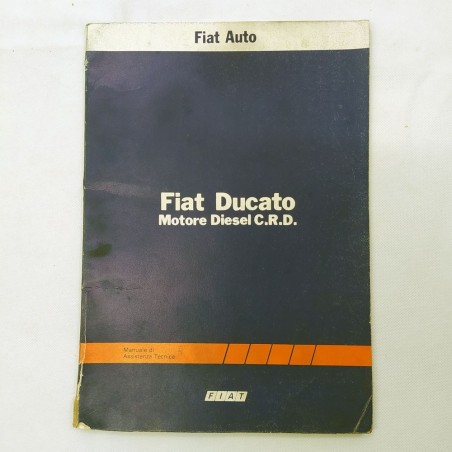 Fiat Auto
Fiat Ducato
Motore Diesel C.R.D.
Manuale di
Assistenza Tecnica
FIAT